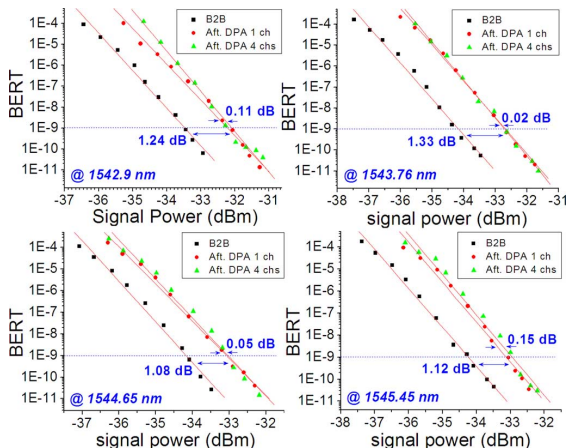 BERT
1E-4
1E-5
1E-6
1E-7
1E-8
1E-9
1E-10
1E-11
B2B
Aft. DPA 1 ch
Aft. DPA 4 chs
0.11 dB
1.24 dB
@ 1542.9 nm
-37 -36 -35 -34 -33 -32 -31
Signal Power (dBm)
BERT
1E-4
1E-5
1E-6
1E-7
1E-8
1E-9
1E-10
1E-11
B2B
Aft. DPA 1 ch
Aft. DPA 4 chs
0.02 dB
1.33 dB
@ 1543.76 nm
-37 -36 -35 -34 -33 -32 -31
signal power (dBm)
BERT
1E-4
1E-5
1E-6
1E-7
1E-8
1E-9
1E-10
1E-11
B2B
Aft. DPA 1 ch
Aft. DPA 4 chs
0.05 dB
1.08 dB
@ 1544.65 nm
-37 -36 -35 -34 -33 -32 -31
signal power (dBm)
BERT
1E-4
1E-5
1E-6
1E-7
1E-8
1E-9
1E-10
1E-11
B2B
Aft. DPA 1 ch
Aft. DPA 4 chs
0.15 dB
1.12 dB
@ 1545.45 nm
-38 -37 -36 -35 -34 -33 -32 -31
signal power (dBm)